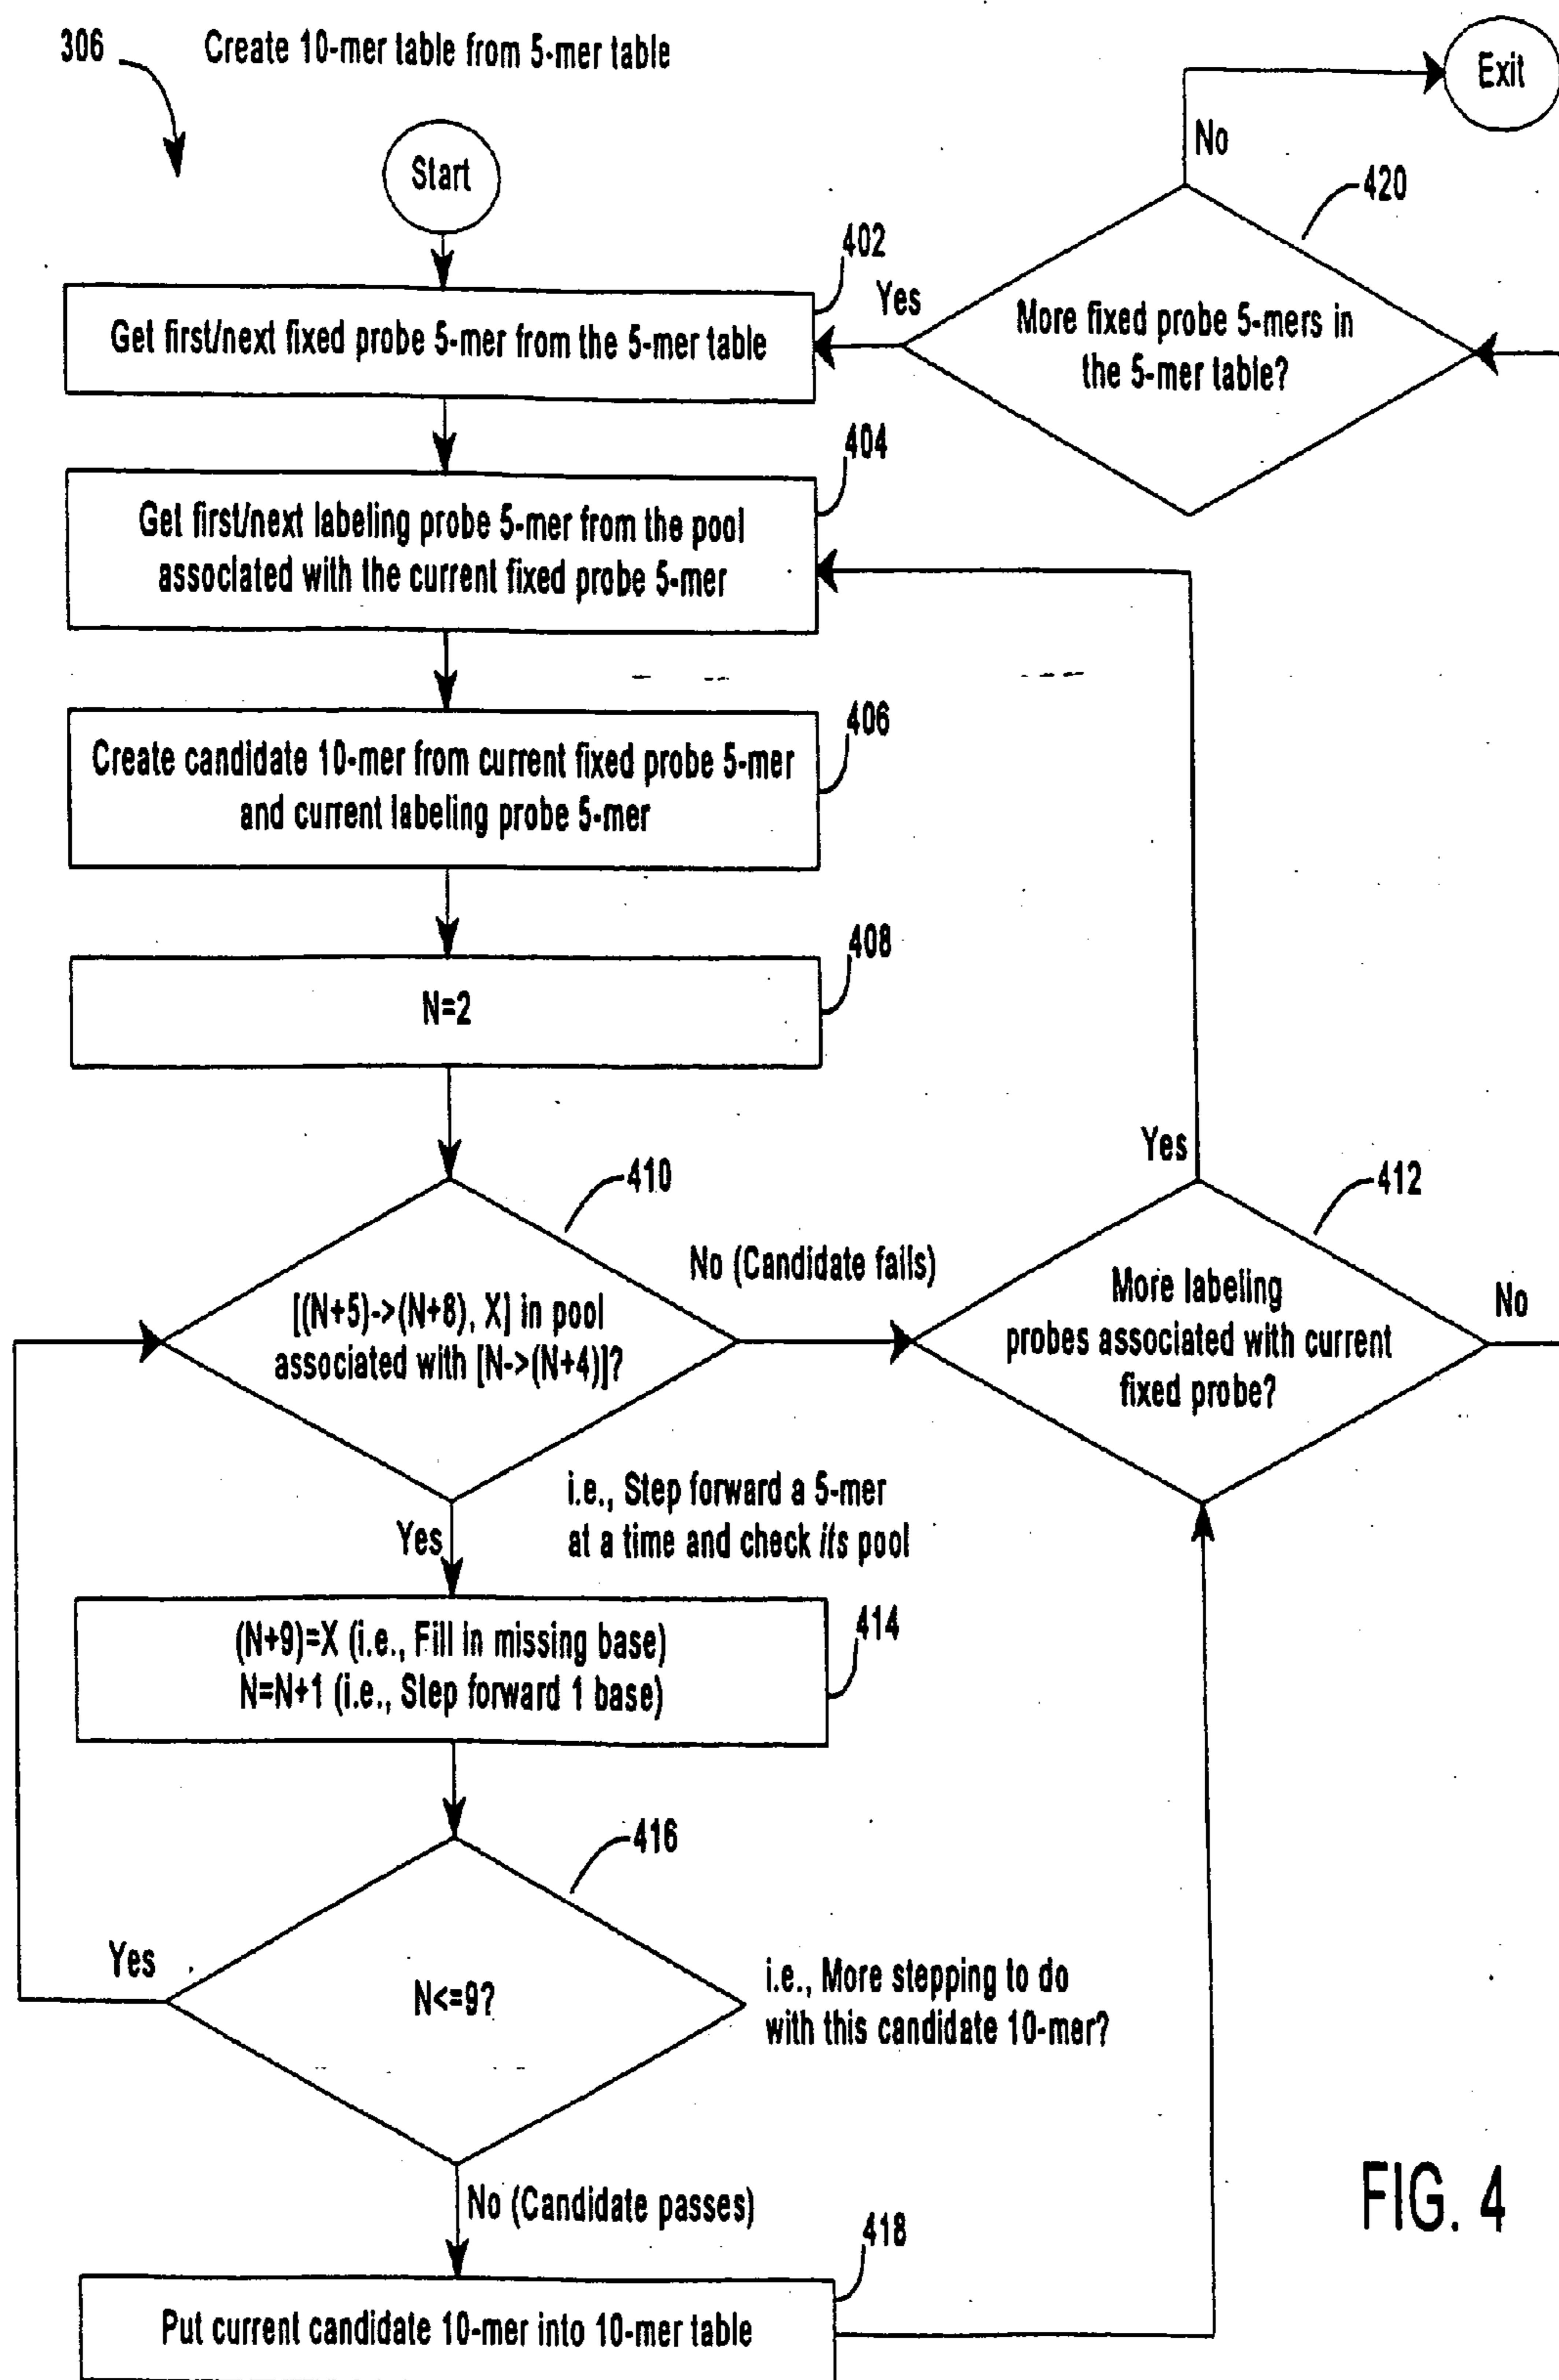 306
Create 10-mer table from 5-mer table
Start
Exit
No
420
402
Get first/next fixed probe 5-mer from the 5-mer table
Yes
More fixed probe 5-mers in
the 5-mer table?
404
Get first/next labeling probe 5-mer from the pool
associated with the current fixed probe 5-mer
406
Create candidate 10-mer from current fixed probe 5-mer
and current labeling probe 5-mer
408
N=2
410
[(N+5)->(N+8), X] in pool
associated with [N->(N+4)]?
No (Candidate fails)
Yes
412
More labeling
probes associated with current
fixed probe?
No
Yes
i.e., Step forward a 5-mer
at a time and check its pool
414
(N+9)=X (i.e., Fill in missing base)
N=N+1 (i.e., Step forward 1 base)
416
Yes
N<=9?
i.e., More stepping to do
with this candidate 10-mer?
No (Candidate passes)
418
Put current candidate 10-mer into 10-mer table
FIG. 4